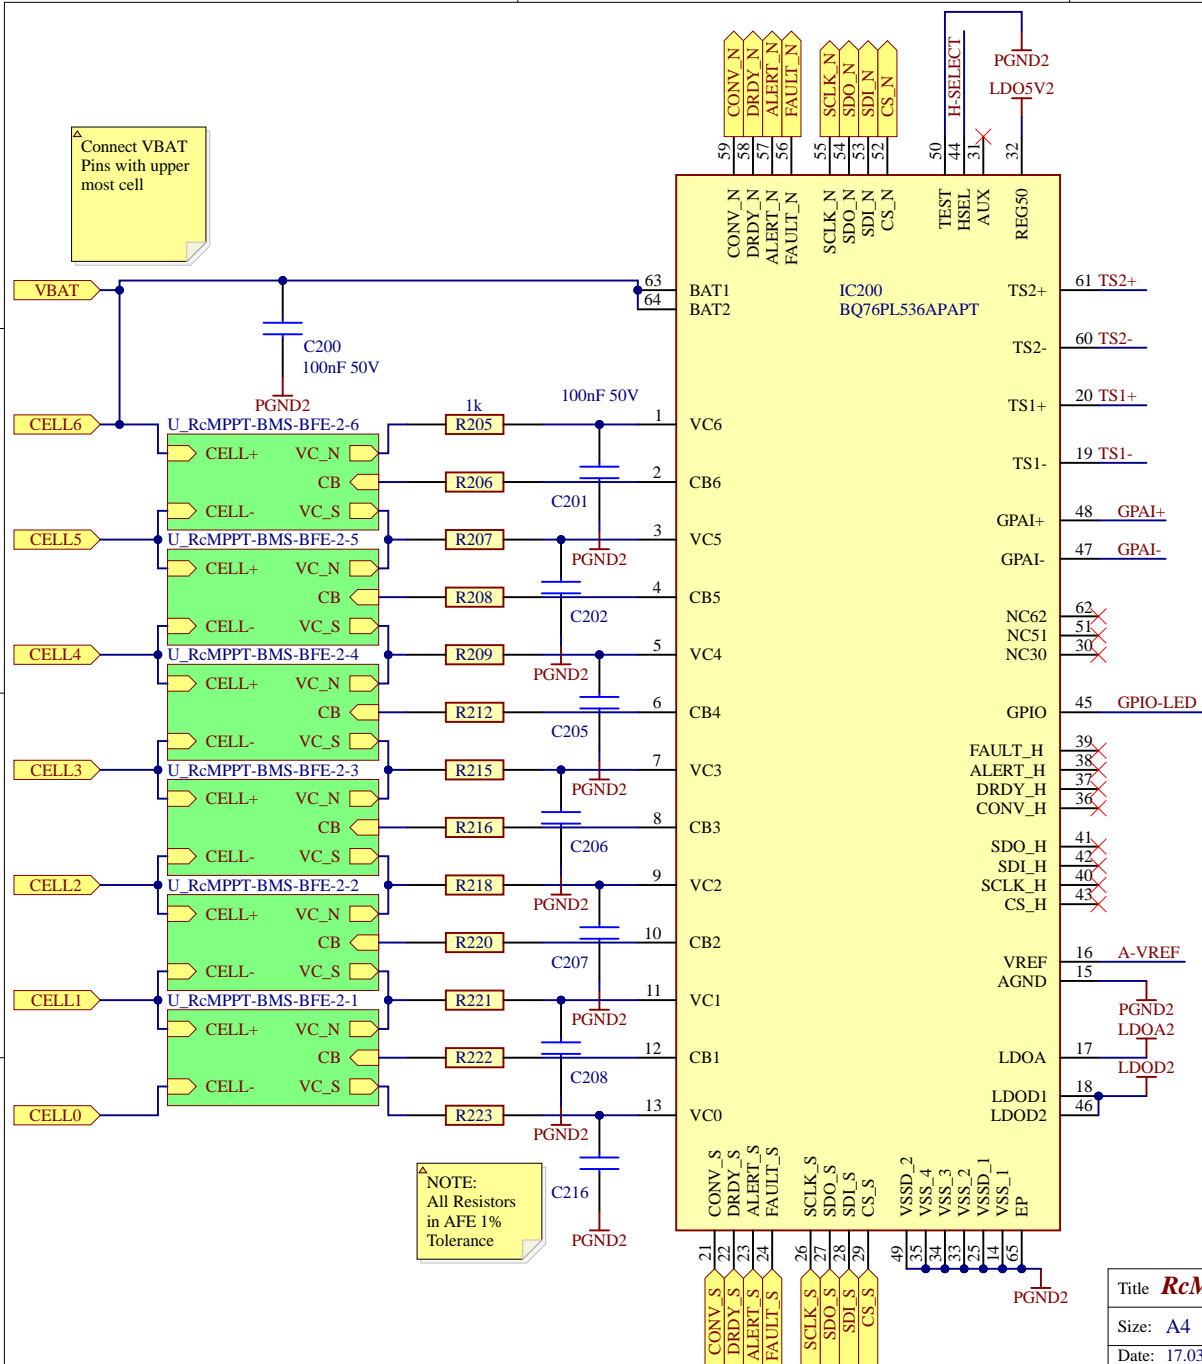 CONV_N
DRDY_N
ALERT_N
FAULT_N
SCLK_N
SDO_N
SDI_N
CS_N
H-SELECT
PGND2
LDO5V2
59
58
57
56
55
54
53
52
50
44
31
32
Connect VBAT
Pins with upper
most cell
CONV_N
DRDY_N
ALERT_N
FAULT_N
SCLK_N
SDO_N
SDI_N
CS_N
TEST
HSEL
AUX
REG50
VBAT
63 BAT1
64 BAT2
IC200
BQ76PL536APAPT
TS2+ 61 TS2+
TS2- 60 TS2-
TS1+ 20 TS1+
TS1- 19 TS1-
GPAI+ 48 GPAI+
GPAI- 47 GPAI-
NC62 62
NC51 51
NC30 30
GPIO 45 GPIO-LED
FAULT_H 39
ALERT_H 38
DRDY_H 37
CONV_H 36
SDO_H 41
SDI_H 42
SCLK_H 40
CS_H 43
VREF 16 A-VREF
AGND 15
PGND2
LDOA2
LDOA 17
LDOD2
LDOD1 18
LDOD2 46
C200
100nF 50V
PGND2
100nF 50V
1k
CELL6
U_RcMPPT-BMS-BFE-2-6
R205
1 VC6
CELL+ VC_N
CB
R206
2 CB6
C201
CELL- VC_S
CELL5
U_RcMPPT-BMS-BFE-2-5
R207
3 VC5
PGND2
CELL+ VC_N
CB
R208
4 CB5
C202
CELL- VC_S
CELL4
U_RcMPPT-BMS-BFE-2-4
R209
5 VC4
PGND2
CELL+ VC_N
CB
R212
6 CB4
C205
CELL- VC_S
CELL3
U_RcMPPT-BMS-BFE-2-3
R215
7 VC3
PGND2
CELL+ VC_N
CB
R216
8 CB3
C206
CELL- VC_S
CELL2
U_RcMPPT-BMS-BFE-2-2
R218
9 VC2
PGND2
CELL+ VC_N
CB
R220
10 CB2
C207
CELL- VC_S
CELL1
U_RcMPPT-BMS-BFE-2-1
R221
11 VC1
PGND2
CELL+ VC_N
CB
R222
12 CB1
C208
CELL- VC_S
CELL0
R223
13 VC0
PGND2
C216
PGND2
NOTE:
All Resistors
in AFE 1%
Tolerance
CONV_S
DRDY_S
ALERT_S
FAULT_S
SCLK_S
SDO_S
SDI_S
CS_S
VSSD_2
VSS_4
VSS_3
VSS_2
VSSD_1
VSS_1
EP
21
22
23
24
26
27
28
29
49
35
34
33
25
14
65
PGND2
CONV_S
DRDY_S
ALERT_S
FAULT_S
SCLK_S
SDO_S
SDI_S
CS_S
Title RcM
Size: A4
Date: 17.03